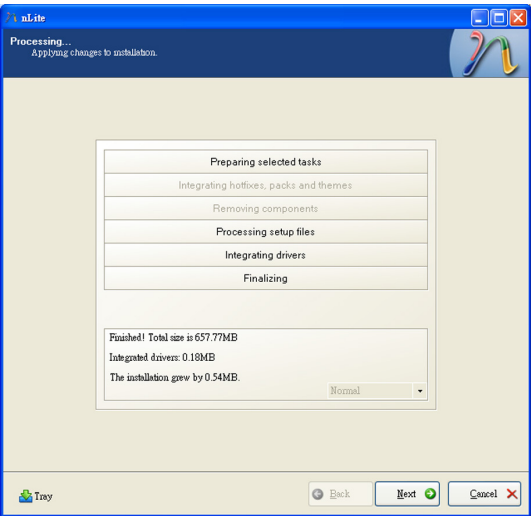 nLite
Processing...
Applying changes to installation.
Preparing selected tasks
Integrating hotfixes, packs and themes
Removing components
Processing setup files
Integrating drivers
Finalizing
Finished! Total size is 657.77MB
Integrated drivers: 0.18MB
The installation grew by 0.54MB.
Normal
Tray
Back
Next
Cancel